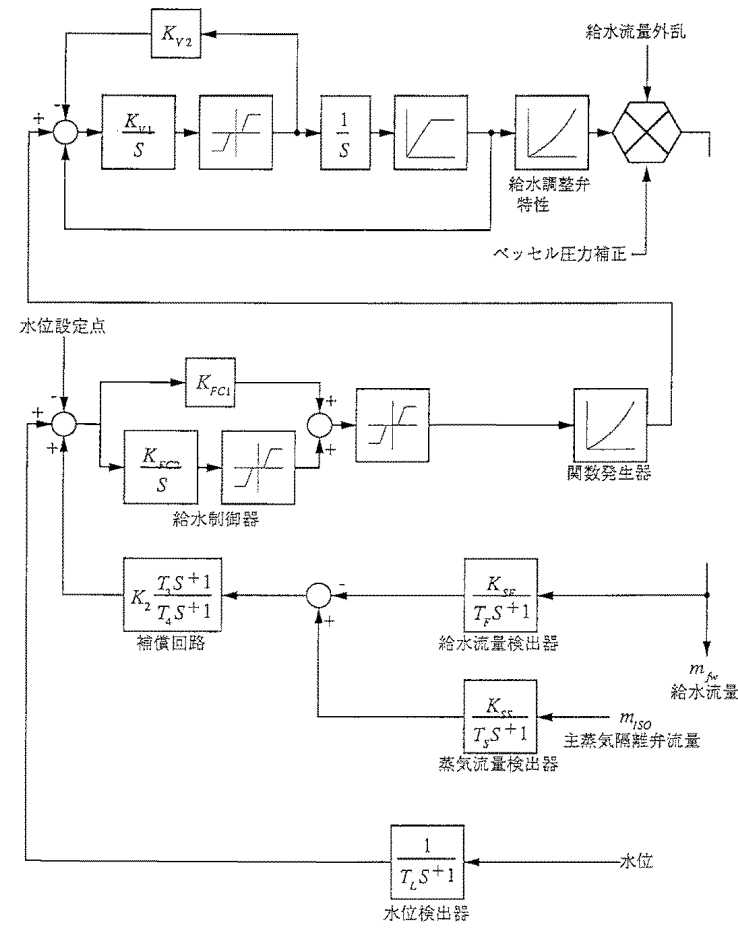 K_{V2}
給水流量外乱
-
+
K_{V1}
S
1
S
給水調整弁
特性
ベッセル圧力補正
水位設定点
-
+
+
K_{FC1}
K_{FC2}
S
+
+
給水制御器
関数発生器
K_2 T_3S+1
T_4S+1
補償回路
-
+
K_{SF}
T_FS+1
給水流量検出器
m_{fw}
給水流量
K_{SS}
T_SS+1
蒸気流量検出器
m_{ISO}
主蒸気隔離弁流量
1
T_LS+1
水位検出器
水位